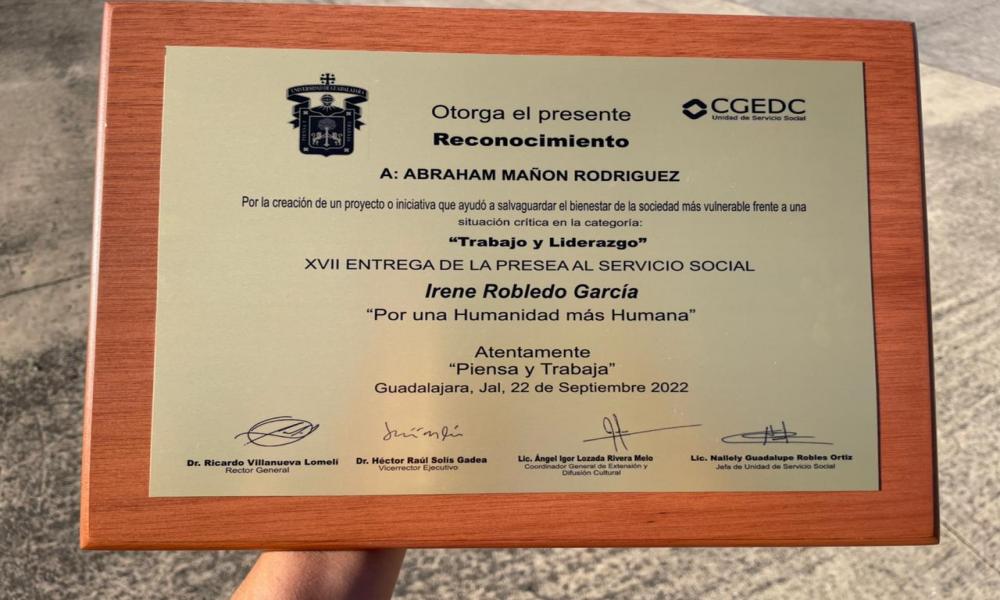 UNIVERSIDAD DE GUADALAJARA
Otorga el presente
CGEDC
Unidad de Servicio Social
Reconocimiento
A: ABRAHAM MAÑON RODRIGUEZ
Por la creación de un proyecto o iniciativa que ayudó a salvaguardar el bienestar de la sociedad más vulnerable frente a una
situación crítica en la categoría:
“Trabajo y Liderazgo”
XVII ENTREGA DE LA PRESEA AL SERVICIO SOCIAL
Irene Robledo García
“Por una Humanidad más Humana”
Atentamente
“Piensa y Trabaja”
Guadalajara, Jal, 22 de Septiembre 2022
Dr. Ricardo Villanueva Lomelí
Rector General
Dr. Héctor Raúl Solís Gadea
Vicerrector Ejecutivo
Lic. Ángel Igor Lozada Rivera Melo
Coordinador General de Extensión y
Difusión Cultural
Lic. Nallely Guadalupe Robles Ortiz
Jefa de Unidad de Servicio Social